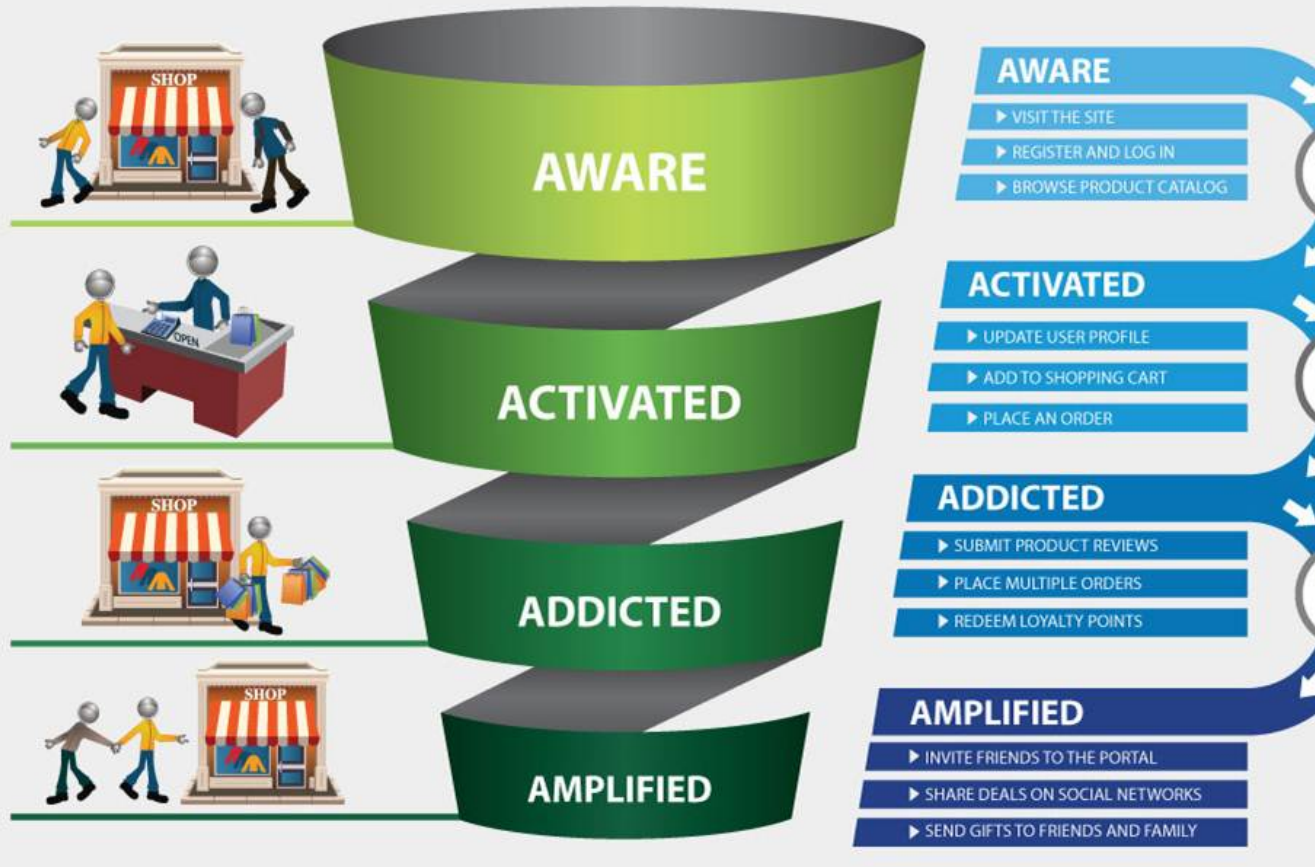 SHOP
AWARE
OPEN
ACTIVATED
SHOP
ADDICTED
SHOP
AMPLIFIED
AWARE
VISIT THE SITE
REGISTER AND LOG IN
BROWSE PRODUCT CATALOG
ACTIVATED
UPDATE USER PROFILE
ADD TO SHOPPING CART
PLACE AN ORDER
ADDICTED
SUBMIT PRODUCT REVIEWS
PLACE MULTIPLE ORDERS
REDEEM LOYALTY POINTS
AMPLIFIED
INVITE FRIENDS TO THE PORTAL
SHARE DEALS ON SOCIAL NETWORKS
SEND GIFTS TO FRIENDS AND FAMILY